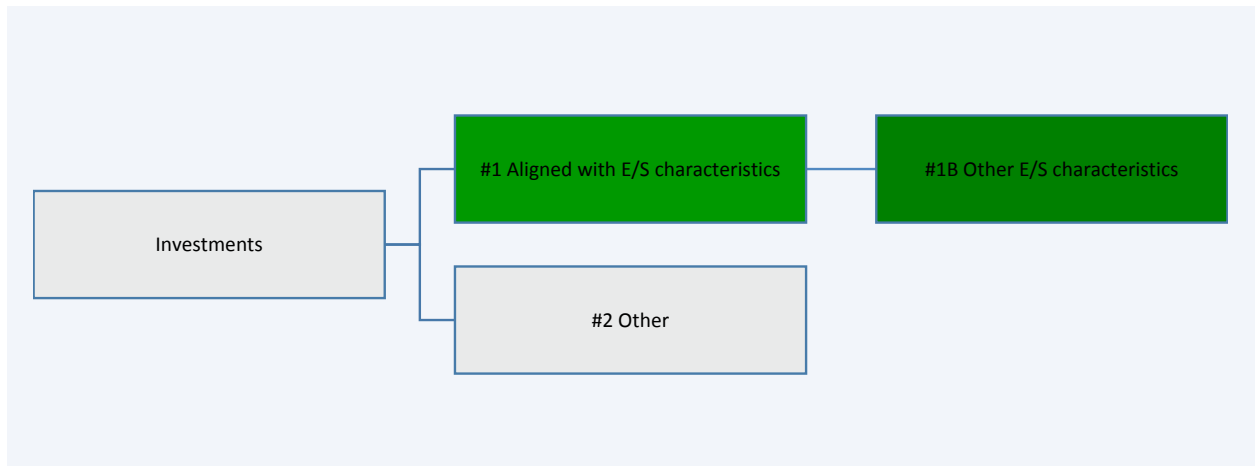 #1 Aligned with E/S characteristics
#1B Other E/S characteristics
Investments
#2 Other